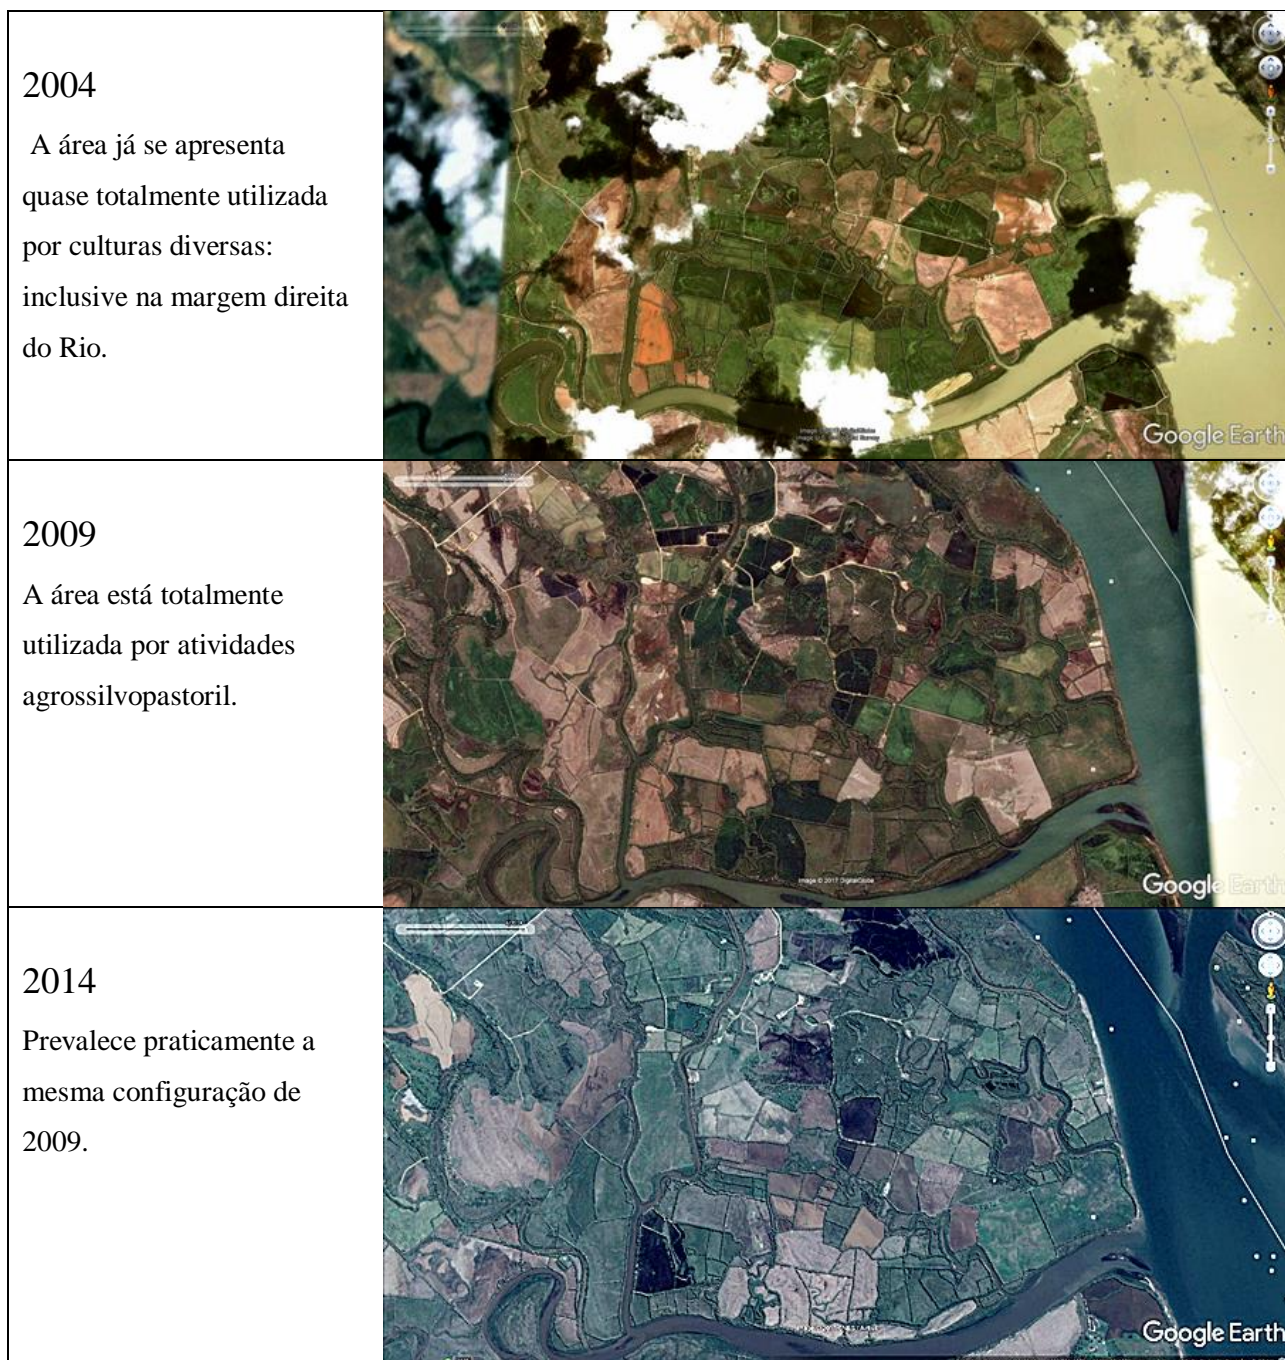 2004
A área já se apresenta
quase totalmente utilizada
por culturas diversas:
inclusive na margem direita
do Rio.
Google Earth
2009
A área está totalmente
utilizada por atividades
agrossilvopastoril.
Image © 2017 DigitalGlobe
Google Earth
2014
Prevalece praticamente a
mesma configuração de
2009.
Google Earth